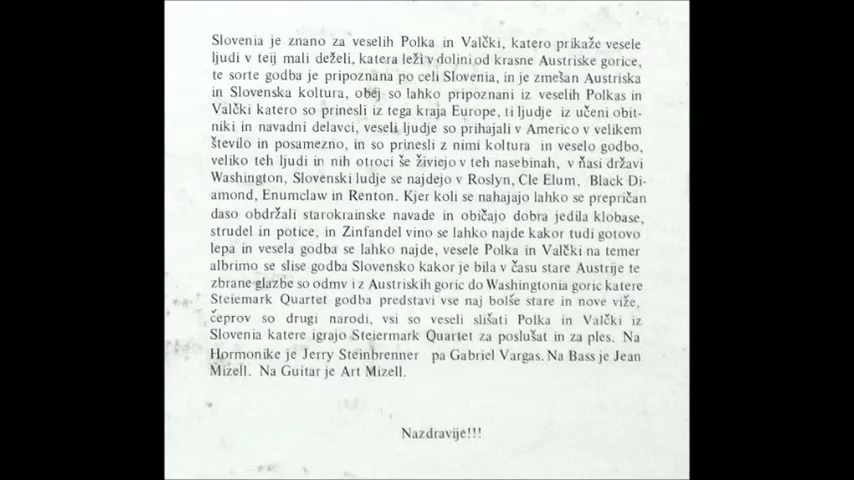 Slovenia je znano za veselih Polka in Valčki, katero prikaže vesele
ljudi v teij mali deželi, katera leži v dolini od krasne Austriske gorice,
te sorte godba je pripoznana po celi Slovenia, in je zmešan Austriska
in Slovenska koltura, obej so lahko pripoznani iz veselih Polkas in
Valčki katero so prinesli iz tega kraja Europe, ti ljudje iz učeni obit-
niki in navadni delavci, veseli ljudje so prihajali v Americo v velikem
število in posamezno, in so prinesli z nimi koltura in veselo godbo,
veliko teh ljudi in nih otroci še živiejo v teh nasebinah, v ňasi državi
Washington, Slovenski ludje se najdejo v Roslyn, Cle Elum, Black Di-
amond, Enumclaw in Renton. Kjer koli se nahajajo lahko se prepričan
daso obdržali starokrainske navade in običajo dobra jedila klobase,
strudel in potice, in Zinfandel vino se lahko najde kakor tudi gotovo
lepa in vesela godba se lahko najde, vesele Polka in Valčki na temer
albrimo se slise godba Slovensko kakor je bila v času stare Austrije te
zbrane glazbe so odmv i z Austriskih goric do Washingtonia goric katere
Steiemark Quartet godba predstavi vse naj bolše stare in nove viže,
čeprov so drugi narodi, vsi so veseli slišati Polka in Valčki iz
Slovenia katere igrajo Steiermark Quartet za poslušat in za ples. Na
Hormonike je Jerry Steinbrenner pa Gabriel Vargas. Na Bass je Jean
Mizell. Na Guitar je Art Mizell.
Nazdravije!!!